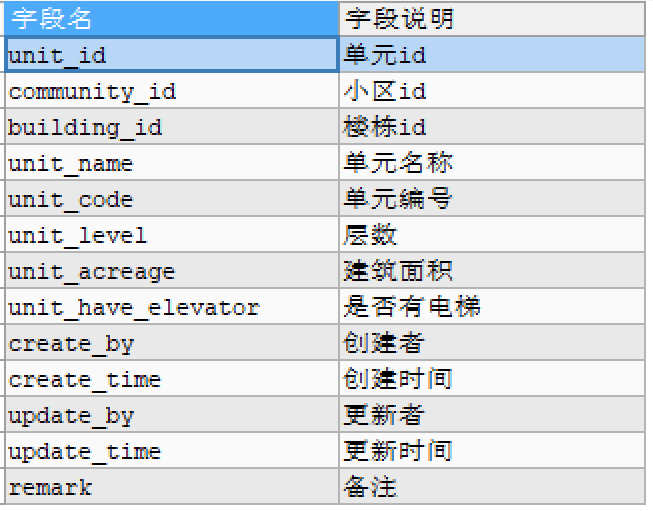 字段名 字段说明
unit_id 单元id
community_id 小区id
building_id 楼栋id
unit_name 单元名称
unit_code 单元编号
unit_level 层数
unit_acreage 建筑面积
unit_have_elevator 是否有电梯
create_by 创建者
create_time 创建时间
update_by 更新者
update_time 更新时间
remark 备注